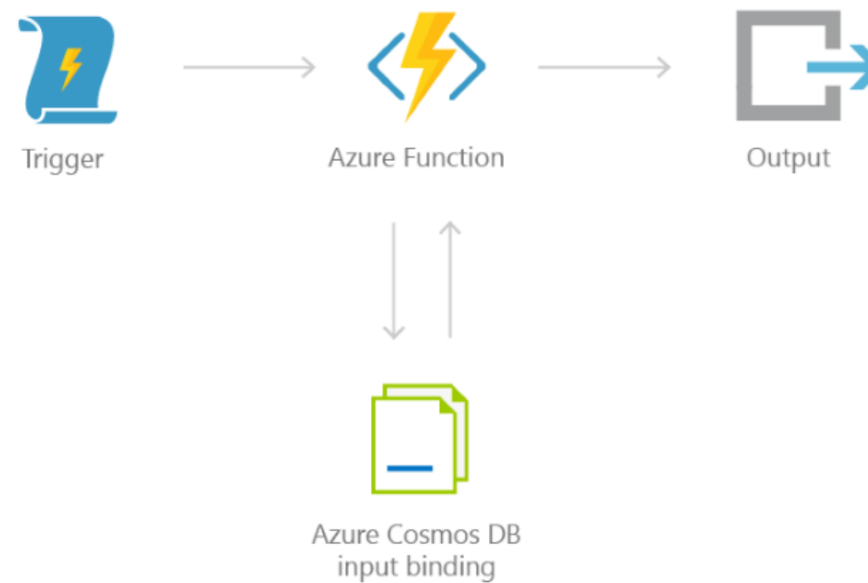 Trigger
Azure Function
Output
Azure Cosmos DB
input binding